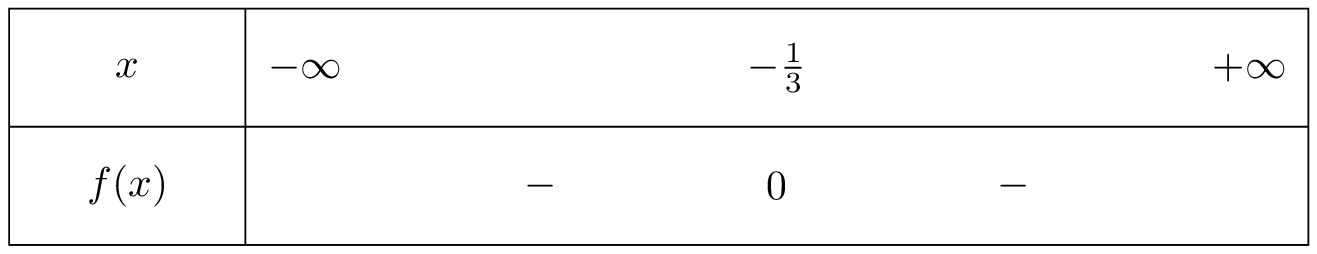 x −∞ −1/3 +∞
f(x) − 0 −